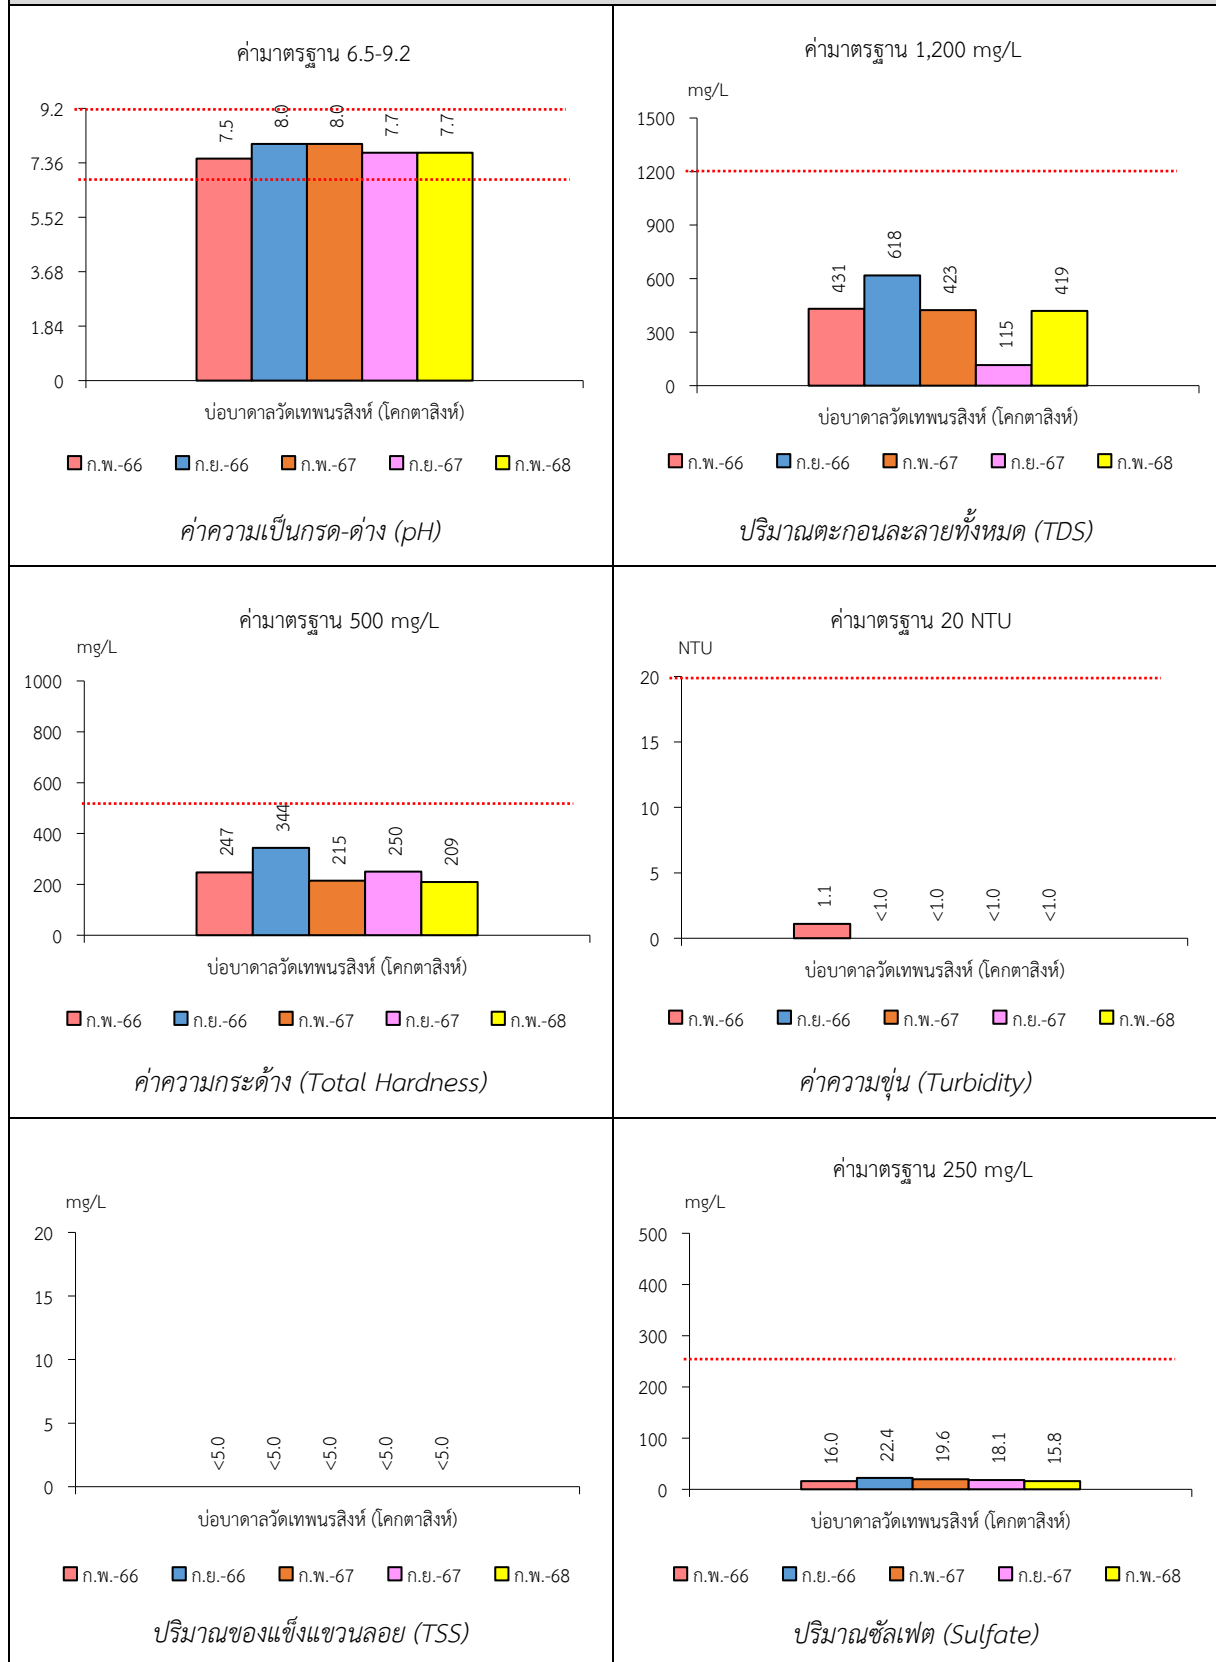 ค่ามาตรฐาน 6.5-9.2
9.2
7.36
5.52
3.68
1.84
0
7.5
8.0
8.0
7.7
7.7
บ่อบาดาลวัดเทพนรสิงห์ (โคกตาสิงห์)
ก.พ.-66 ก.ย.-66 ก.พ.-67 ก.ย.-67 ก.พ.-68
ค่าความเป็นกรด-ด่าง (pH)
ค่ามาตรฐาน 1,200 mg/L
mg/L
1500
1200
900
600
300
0
431
618
423
115
419
บ่อบาดาลวัดเทพนรสิงห์ (โคกตาสิงห์)
ก.พ.-66 ก.ย.-66 ก.พ.-67 ก.ย.-67 ก.พ.-68
ปริมาณตะกอนละลายทั้งหมด (TDS)
ค่ามาตรฐาน 500 mg/L
mg/L
1000
800
600
400
200
0
247
344
215
250
209
บ่อบาดาลวัดเทพนรสิงห์ (โคกตาสิงห์)
ก.พ.-66 ก.ย.-66 ก.พ.-67 ก.ย.-67 ก.พ.-68
ค่าความกระด้าง (Total Hardness)
ค่ามาตรฐาน 20 NTU
NTU
20
15
10
5
0
1.1
<1.0
<1.0
<1.0
<1.0
บ่อบาดาลวัดเทพนรสิงห์ (โคกตาสิงห์)
ก.พ.-66 ก.ย.-66 ก.พ.-67 ก.ย.-67 ก.พ.-68
ค่าความขุ่น (Turbidity)
mg/L
20
15
10
5
0
<5.0
<5.0
<5.0
<5.0
<5.0
บ่อบาดาลวัดเทพนรสิงห์ (โคกตาสิงห์)
ก.พ.-66 ก.ย.-66 ก.พ.-67 ก.ย.-67 ก.พ.-68
ปริมาณของแข็งแขวนลอย (TSS)
ค่ามาตรฐาน 250 mg/L
mg/L
500
400
300
200
100
0
16.0
22.4
19.6
18.1
15.8
บ่อบาดาลวัดเทพนรสิงห์ (โคกตาสิงห์)
ก.พ.-66 ก.ย.-66 ก.พ.-67 ก.ย.-67 ก.พ.-68
ปริมาณซัลเฟต (Sulfate)